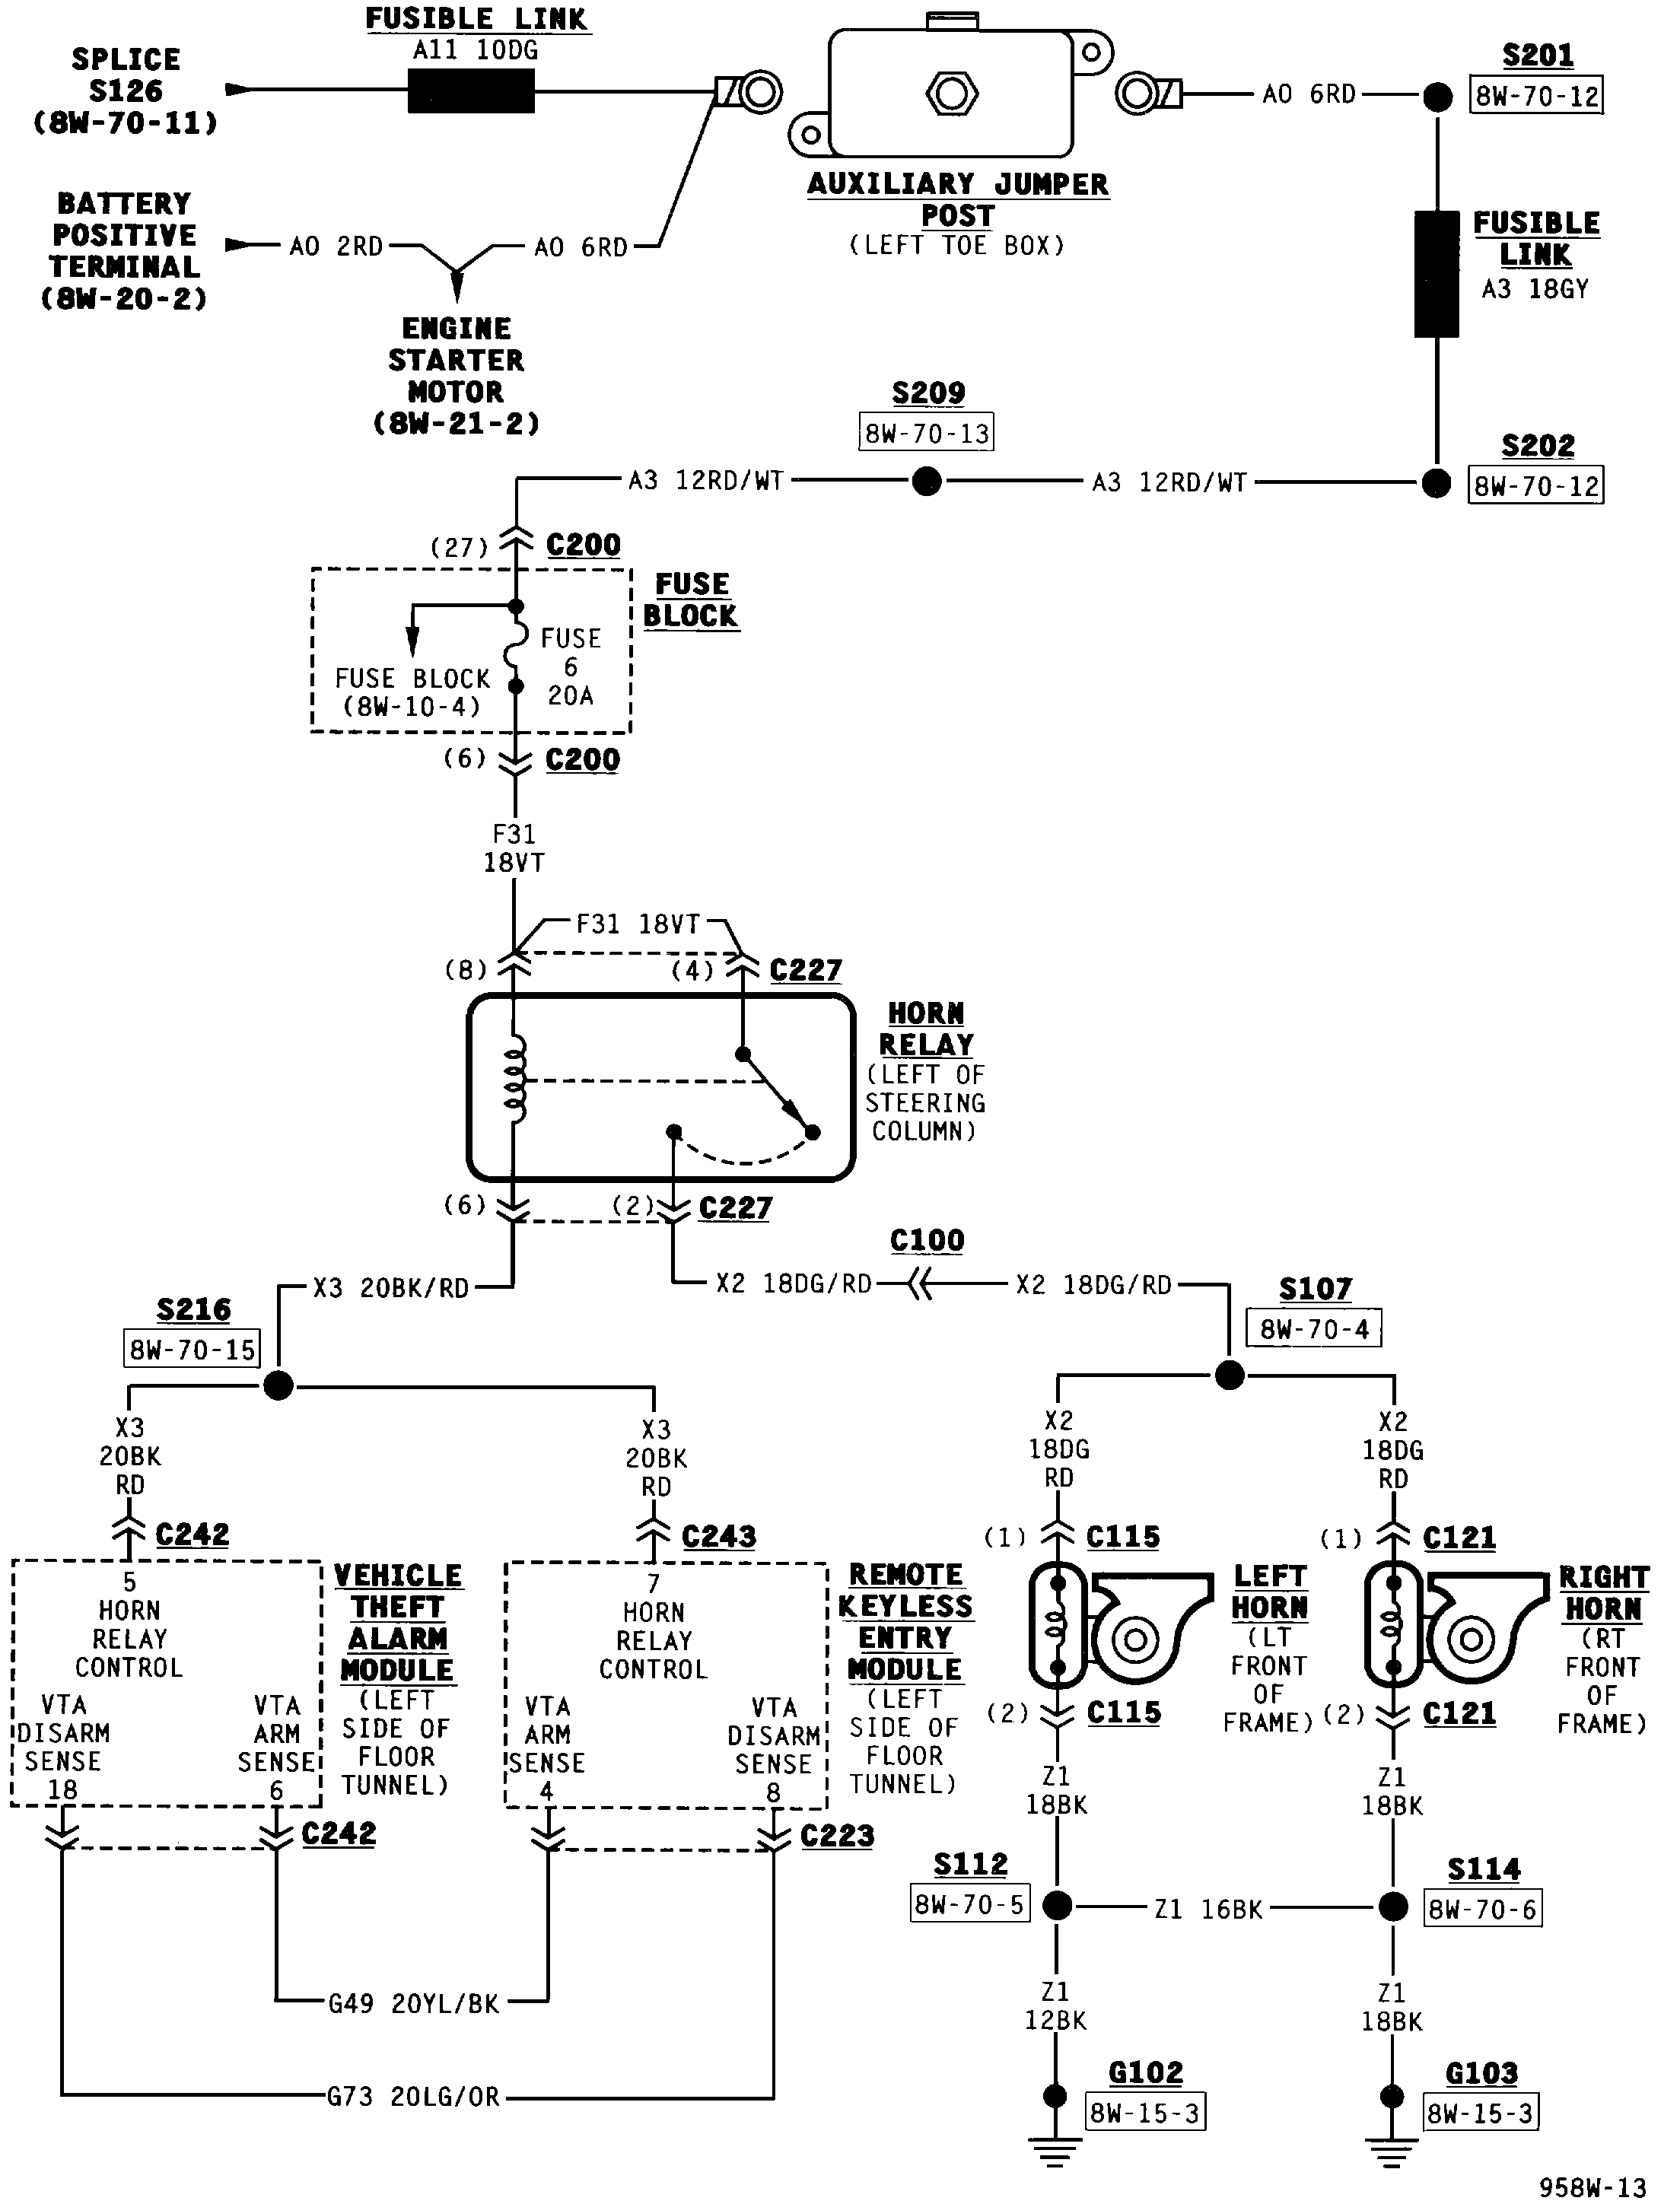 FUSIBLE LINK
A11 10DG
SPLICE
S126
(8W-70-11)
A0 6RD
S201
8W-70-12
AUXILIARY JUMPER
POST
(LEFT TOE BOX)
BATTERY
POSITIVE
TERMINAL
(8W-20-2)
A0 2RD
A0 6RD
FUSIBLE
LINK
A3 18GY
ENGINE
STARTER
MOTOR
(8W-21-2)
S209
8W-70-13
S202
8W-70-12
A3 12RD/WT
A3 12RD/WT
(27)
C200
FUSE
BLOCK
FUSE
6
20A
FUSE BLOCK
(8W-10-4)
(6)
C200
F31
18VT
F31 18VT
(8)
(4)
C227
HORN
RELAY
(LEFT OF
STEERING
COLUMN)
(6)
(2)
C227
C100
X3 20BK/RD
X2 18DG/RD
X2 18DG/RD
S216
8W-70-15
S107
8W-70-4
X3
20BK
RD
X3
20BK
RD
X2
18DG
RD
X2
18DG
RD
C242
C243
(1)
C115
(1)
C121
5
HORN
RELAY
CONTROL
VTA
DISARM
SENSE
18
VTA
ARM
SENSE
6
VEHICLE
THEFT
ALARM
MODULE
(LEFT
SIDE OF
FLOOR
TUNNEL)
7
HORN
RELAY
CONTROL
VTA
ARM
SENSE
4
VTA
DISARM
SENSE
8
REMOTE
KEYLESS
ENTRY
MODULE
(LEFT
SIDE OF
FLOOR
TUNNEL)
LEFT
HORN
(LT
FRONT
OF
FRAME)
RIGHT
HORN
(RT
FRONT
OF
FRAME)
(2)
C115
(2)
C121
C242
C223
Z1
18BK
Z1
18BK
S112
8W-70-5
Z1 16BK
S114
8W-70-6
G49 20YL/BK
Z1
12BK
Z1
18BK
G73 20LG/OR
G102
8W-15-3
G103
8W-15-3
958W-13